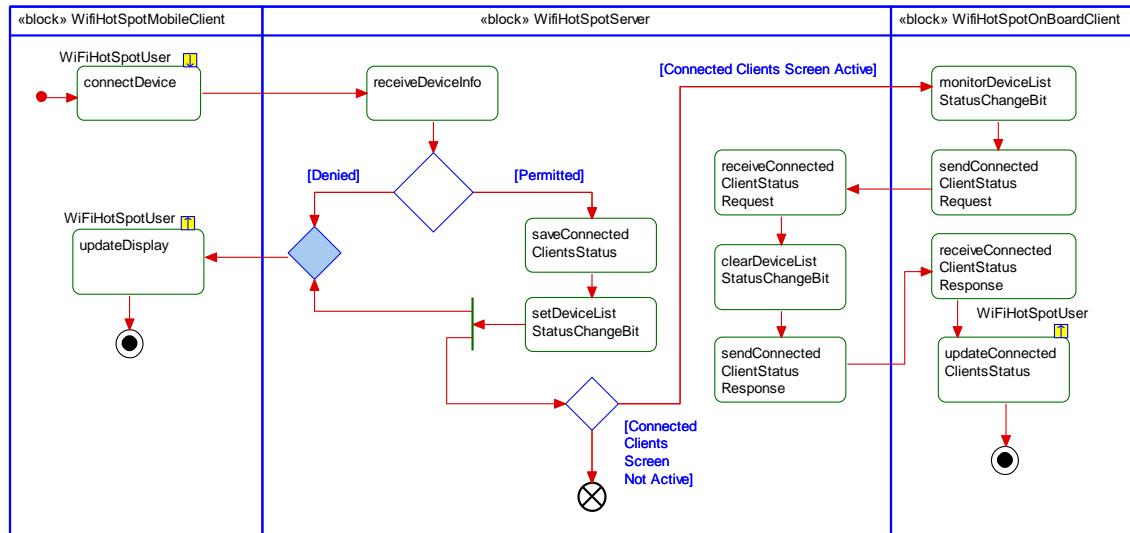 «block» WifiHotSpotMobileClient
«block» WifiHotSpotServer
«block» WifiHotSpotOnBoardClient
WiFiHotSpotUser
connectDevice
receiveDeviceInfo
[Connected Clients Screen Active]
monitorDeviceList
StatusChangeBit
[Denied]
[Permitted]
receiveConnected
ClientStatus
Request
sendConnected
ClientStatus
Request
WiFiHotSpotUser
updateDisplay
saveConnected
ClientsStatus
clearDeviceList
StatusChangeBit
receiveConnected
ClientStatus
Response
setDeviceList
StatusChangeBit
WiFiHotSpotUser
sendConnected
ClientStatus
Response
updateConnected
ClientsStatus
[Connected
Clients
Screen
Not Active]